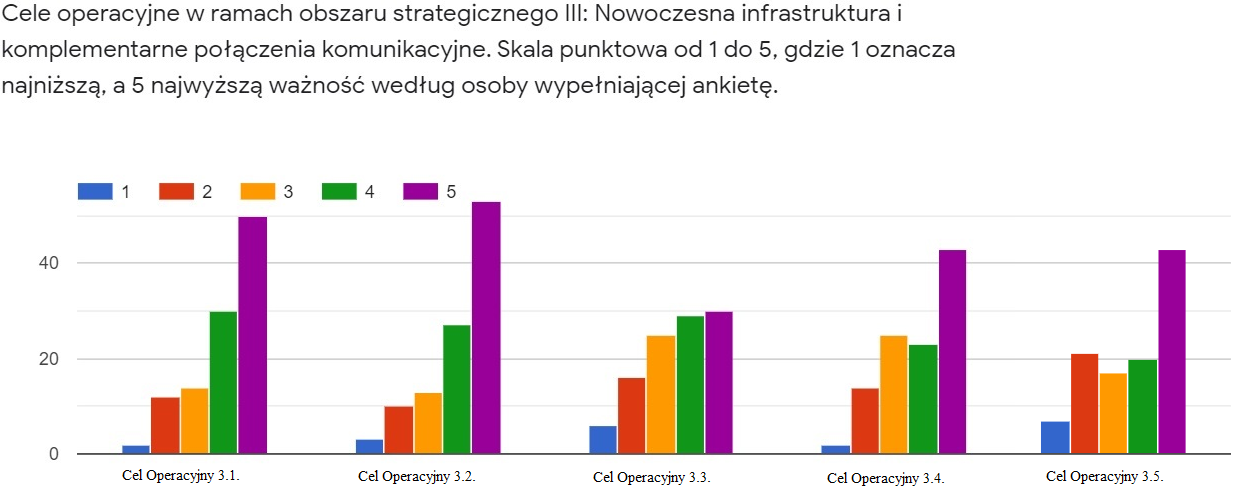 Cele operacyjne w ramach obszaru strategicznego III: Nowoczesna infrastruktura i
komplementarne połączenia komunikacyjne. Skala punktowa od 1 do 5, gdzie 1 oznacza
najniższą, a 5 najwyższą ważność według osoby wypełniającej ankietę.
1 2 3 4 5
40
20
0
Cel Operacyjny 3.1. Cel Operacyjny 3.2. Cel Operacyjny 3.3. Cel Operacyjny 3.4. Cel Operacyjny 3.5.